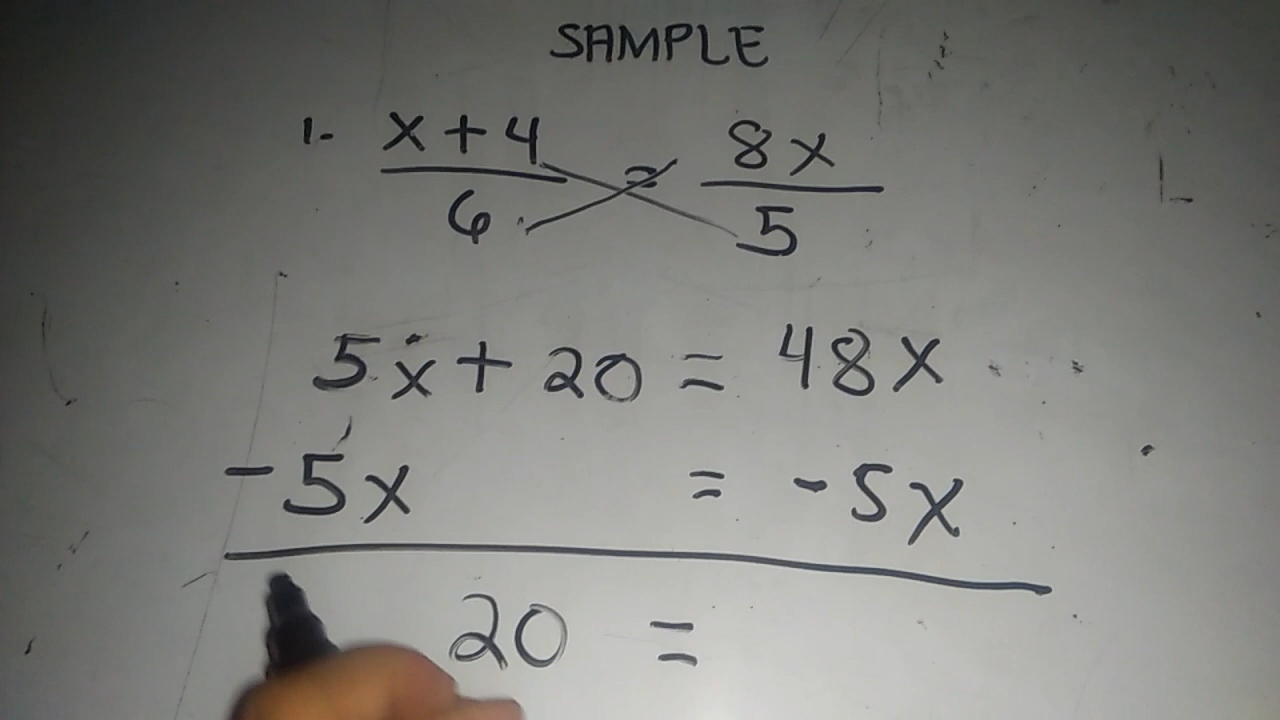 SAMPLE
1- x+4 = 8x
6 5
5x + 20 = 48x
-5x = -5x
20 =